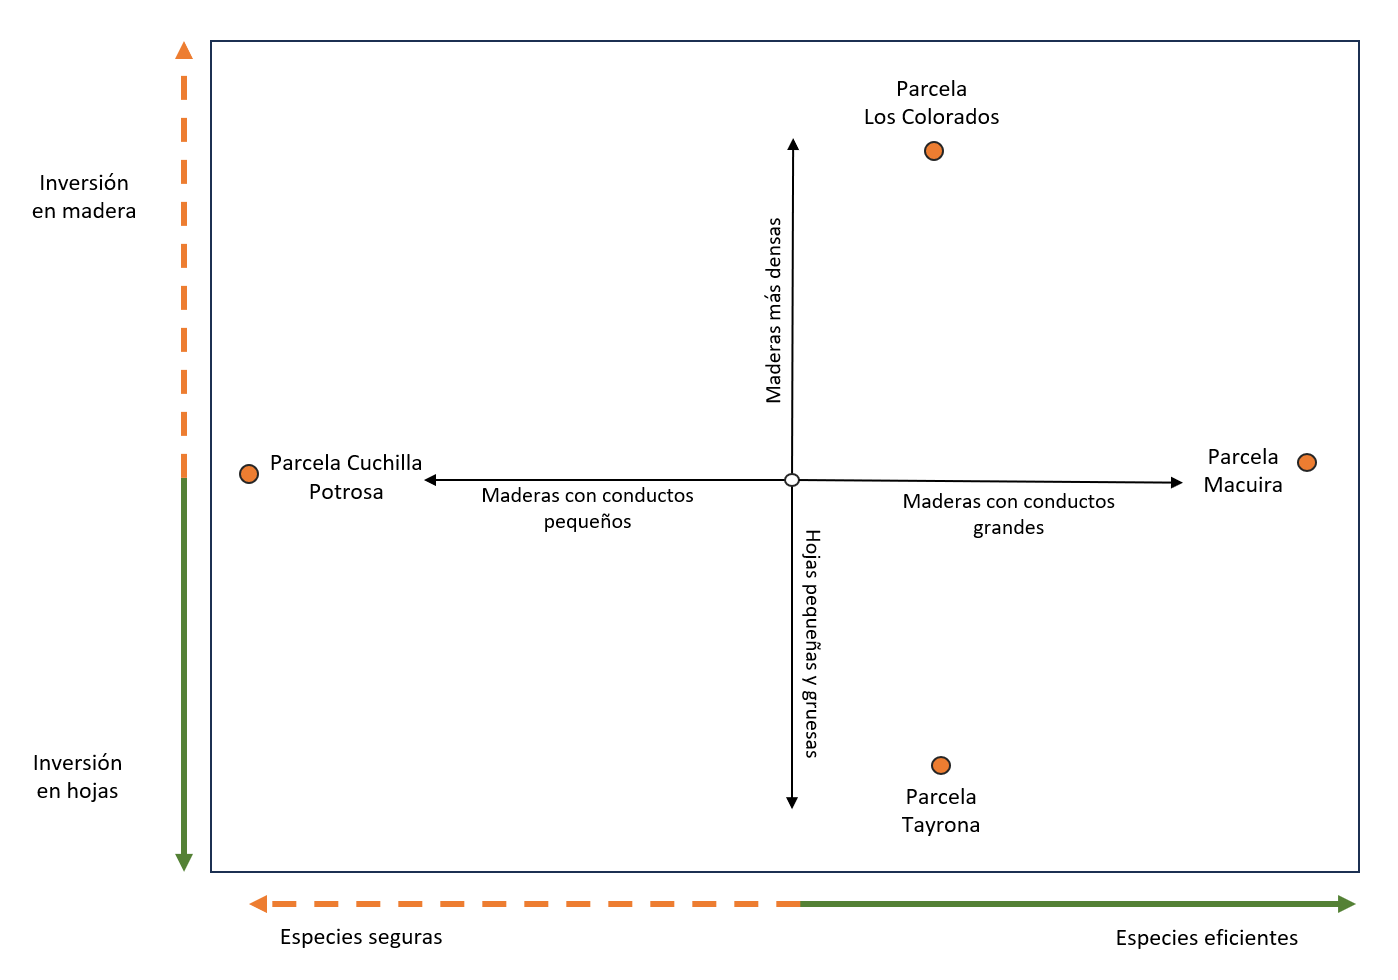 Parcela
Los Colorados
Inversión
en madera
Maderas más densas
Parcela Cuchilla
Potrosa
Maderas con conductos
pequeños
Maderas con conductos
grandes
Parcela
Macuira
Hojas pequeñas y gruesas
Inversión
en hojas
Parcela
Tayrona
Especies seguras
Especies eficientes